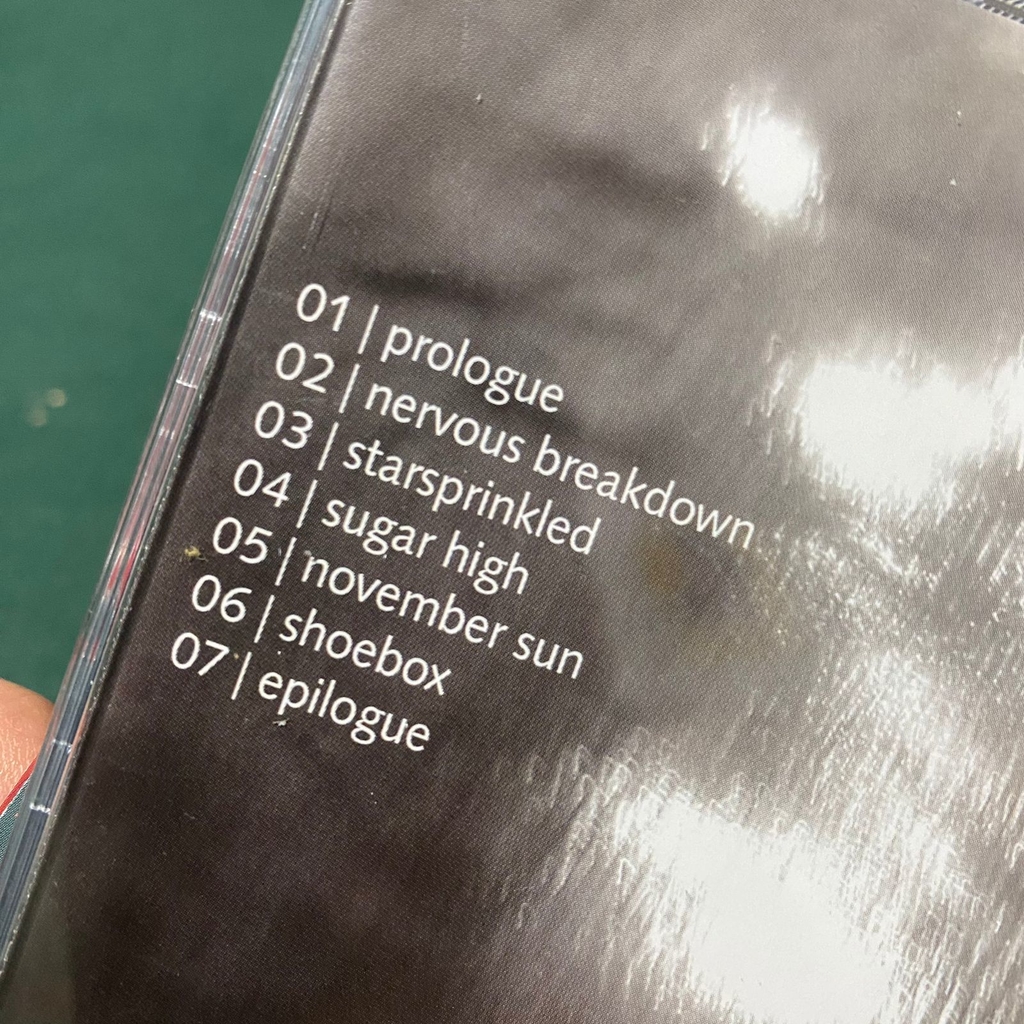 01 | prologue
02 | nervous breakdown
03 | starsprinkled
04 | sugar high
05 | november sun
06 | shoebox
07 | epilogue